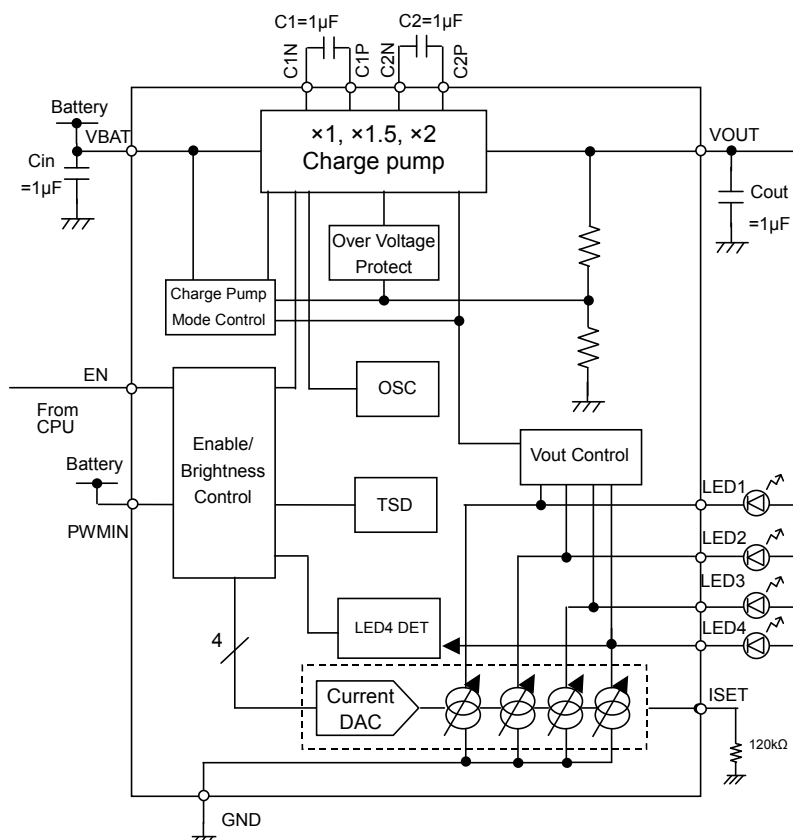 C1=1µF
C2=1µF
C1N
C1P
C2N
C2P
Battery
VBAT
×1, ×1.5, ×2
Charge pump
VOUT
Cin
=1µF
Cout
=1µF
Over Voltage
Protect
Charge Pump
Mode Control
EN
OSC
From
CPU
Enable/
Brightness
Control
Battery
Vout Control
TSD
LED1
PWMIN
LED2
LED3
LED4 DET
LED4
4
Current
DAC
ISET
120kΩ
GND